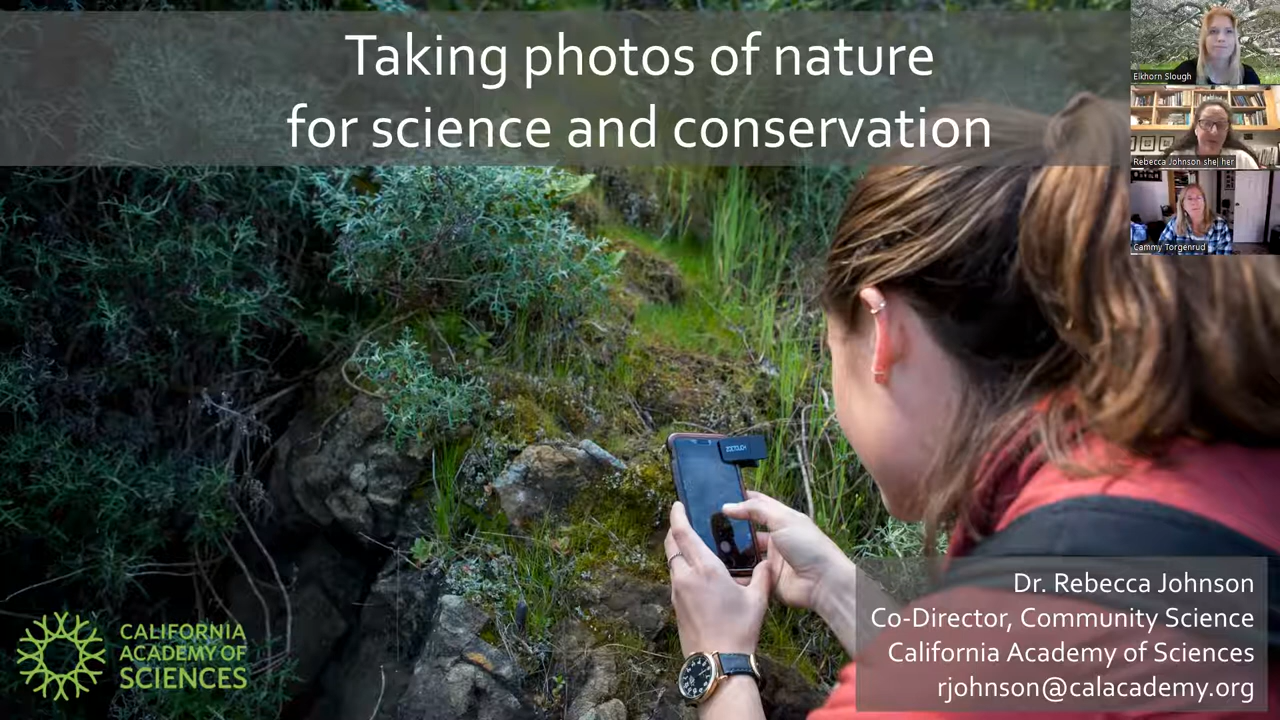 Taking photos of nature
for science and conservation
Elkhorn Slough
Rebecca Johnson she| her
Cammy Torgenrud
CALIFORNIA
ACADEMY OF
SCIENCES
Dr. Rebecca Johnson
Co-Director, Community Science
California Academy of Sciences
rjohnson@calacademy.org